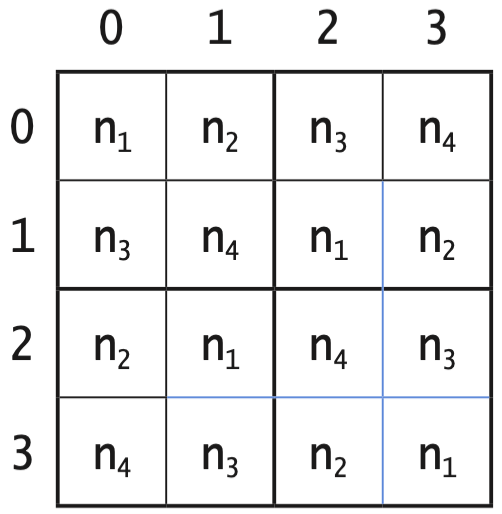 0 1 2 3
0 n₁ n₂ n₃ n₄
1 n₃ n₄ n₁ n₂
2 n₂ n₁ n₄ n₃
3 n₄ n₃ n₂ n₁